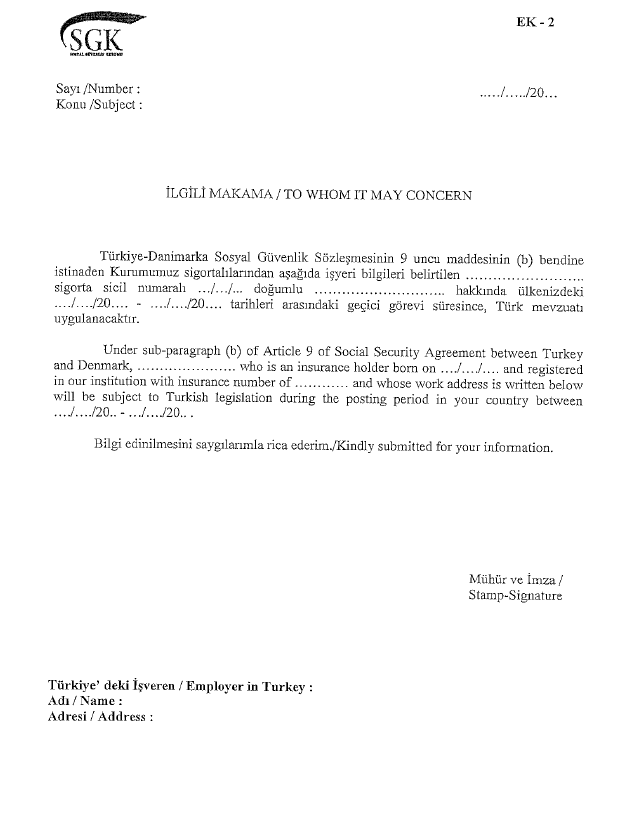 SGK
SOSYAL GÜVENLİK KURUMU
EK - 2
Sayı /Number :
Konu /Subject :
...../...../20...
İLGİLİ MAKAMA / TO WHOM IT MAY CONCERN
Türkiye-Danimarka Sosyal Güvenlik Sözleşmesinin 9 uncu maddesinin (b) bendine
istinaden Kurumumuz sigortalılarından aşağıda işyeri bilgileri belirtilen ..........................
sigorta sicil numaralı .../.../... doğumlu ............................ hakkında ülkenizdeki
..../..../20.... - ..../..../20.... tarihleri arasındaki geçici görevi süresince, Türk mevzuatı
uygulanacaktır.
Under sub-paragraph (b) of Article 9 of Social Security Agreement between Turkey
and Denmark, ...................... who is an insurance holder born on ..../..../.... and registered
in our institution with insurance number of ............ and whose work address is written below
will be subject to Turkish legislation during the posting period in your country between
..../..../20.. - .../..../20.. .
Bilgi edinilmesini saygılarımla rica ederim./Kindly submitted for your information.
Mühür ve İmza /
Stamp-Signature
Türkiye' deki İşveren / Employer in Turkey :
Adı / Name :
Adresi / Address :